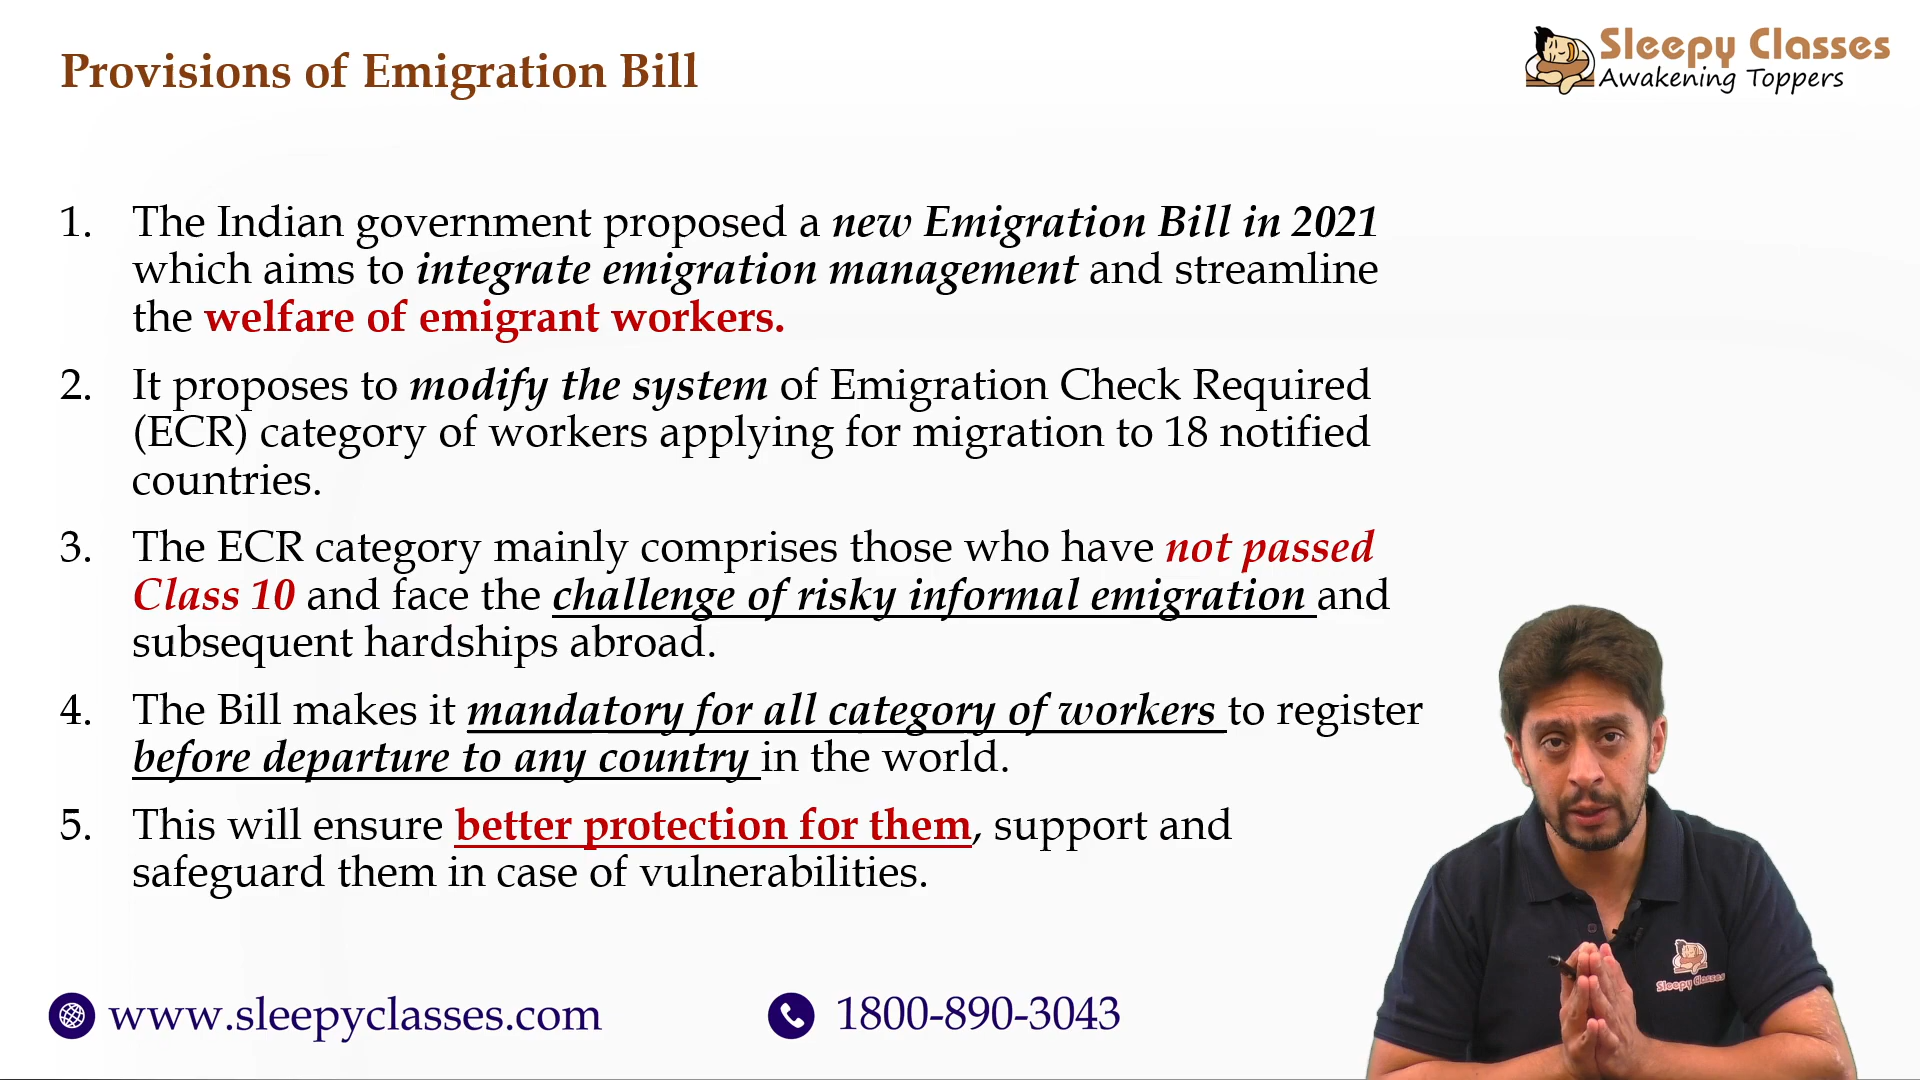 Provisions of Emigration Bill
Sleepy Classes
Awakening Toppers
1. The Indian government proposed a new Emigration Bill in 2021
which aims to integrate emigration management and streamline
the welfare of emigrant workers.
2. It proposes to modify the system of Emigration Check Required
(ECR) category of workers applying for migration to 18 notified
countries.
3. The ECR category mainly comprises those who have not passed
Class 10 and face the challenge of risky informal emigration and
subsequent hardships abroad.
4. The Bill makes it mandatory for all category of workers to register
before departure to any country in the world.
5. This will ensure better protection for them, support and
safeguard them in case of vulnerabilities.
Sleepy Classes
www.sleepyclasses.com
1800-890-3043